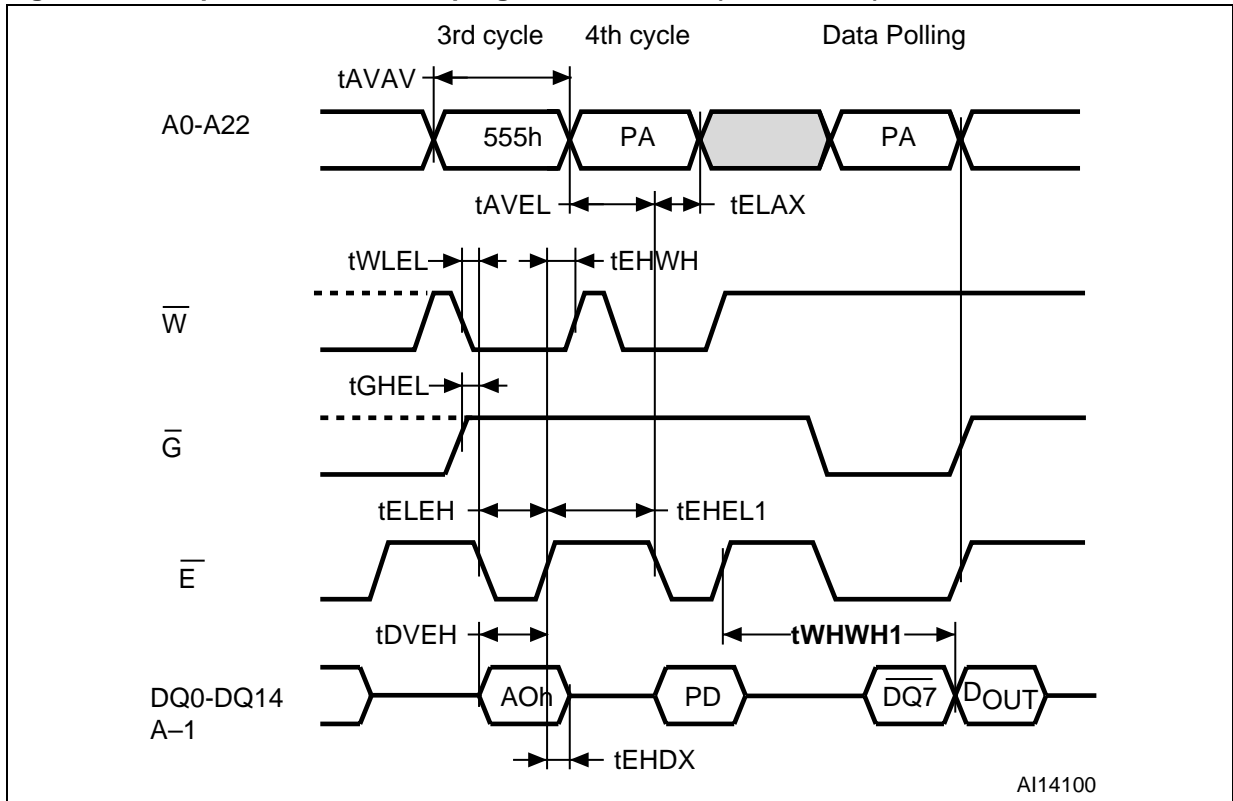 3rd cycle 4th cycle Data Polling
tAVAV
A0-A22 555h PA PA
tAVEL tELAX
tWLEL tEHWH
W
tGHEL
G
tELEH tEHEL1
E
tDVEH tWHWH1
DQ0-DQ14 AOh PD DQ7 DOUT
A–1
tEHDX
AI14100